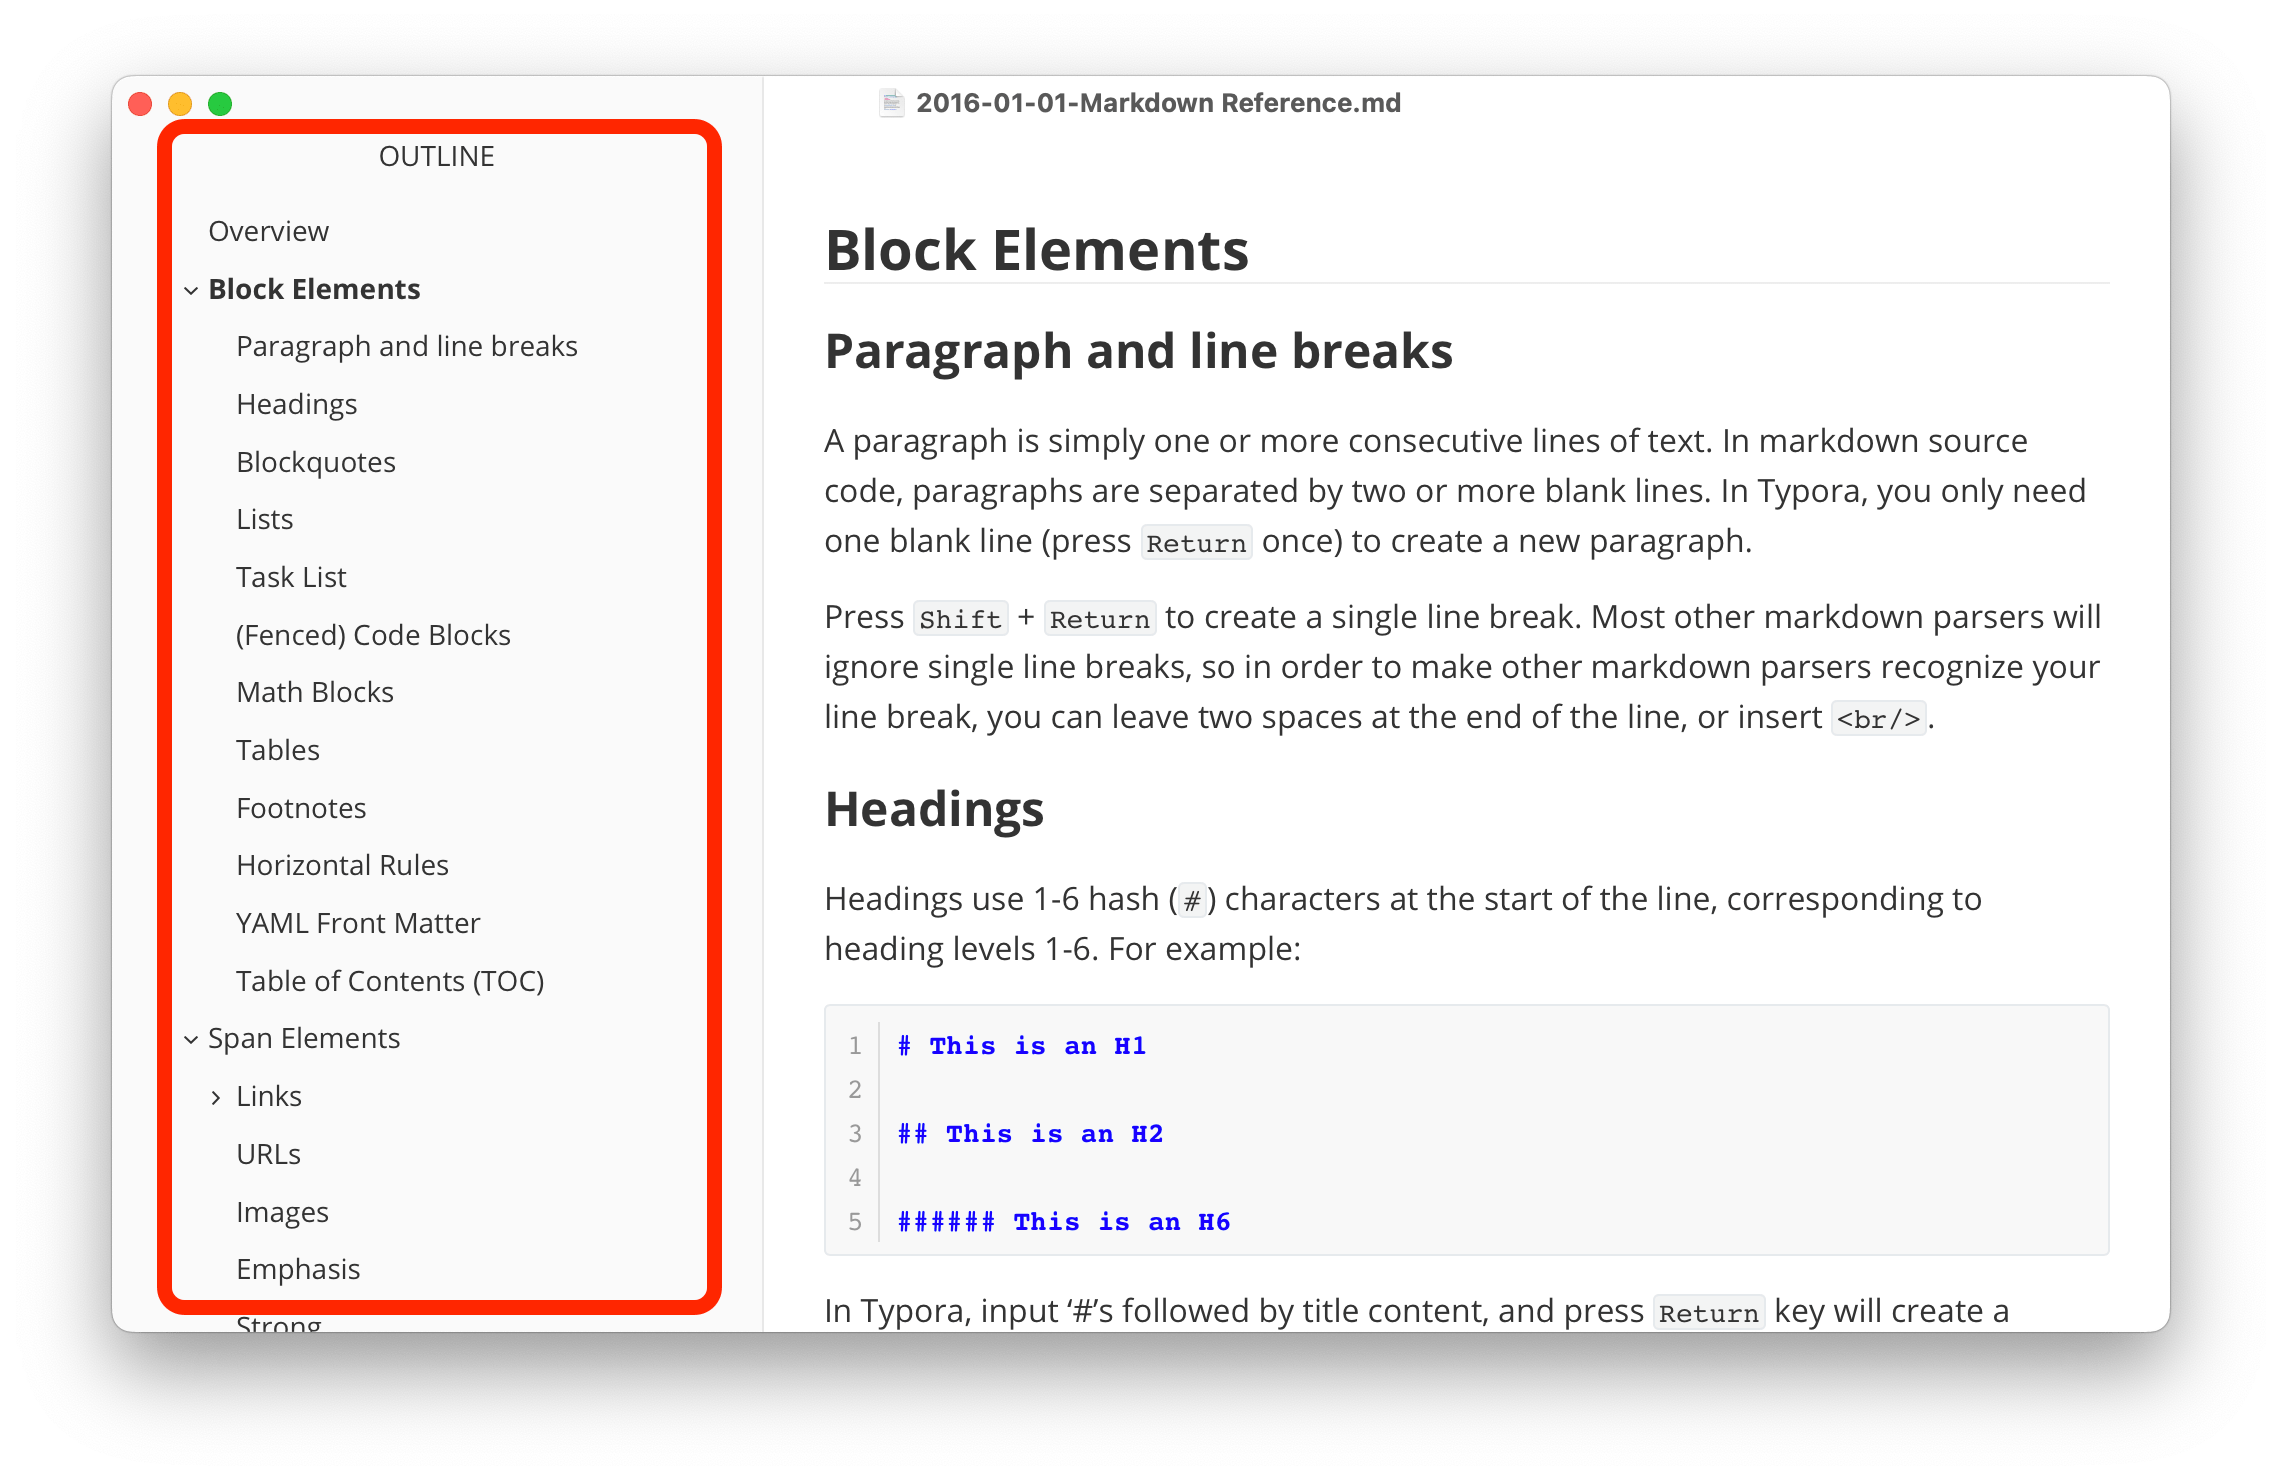 2016-01-01-Markdown Reference.md
OUTLINE
Overview
Block Elements
Paragraph and line breaks
Headings
Blockquotes
Lists
Task List
(Fenced) Code Blocks
Math Blocks
Tables
Footnotes
Horizontal Rules
YAML Front Matter
Table of Contents (TOC)
Span Elements
Links
URLs
Images
Emphasis
Strong
Block Elements
Paragraph and line breaks
A paragraph is simply one or more consecutive lines of text. In markdown source
code, paragraphs are separated by two or more blank lines. In Typora, you only need
one blank line (press Return once) to create a new paragraph.
Press Shift + Return to create a single line break. Most other markdown parsers will
ignore single line breaks, so in order to make other markdown parsers recognize your
line break, you can leave two spaces at the end of the line, or insert <br/>.
Headings
Headings use 1-6 hash (#) characters at the start of the line, corresponding to
heading levels 1-6. For example:
1 # This is an H1
2
3 ## This is an H2
4
5 ###### This is an H6
In Typora, input ‘#’s followed by title content, and press Return key will create a